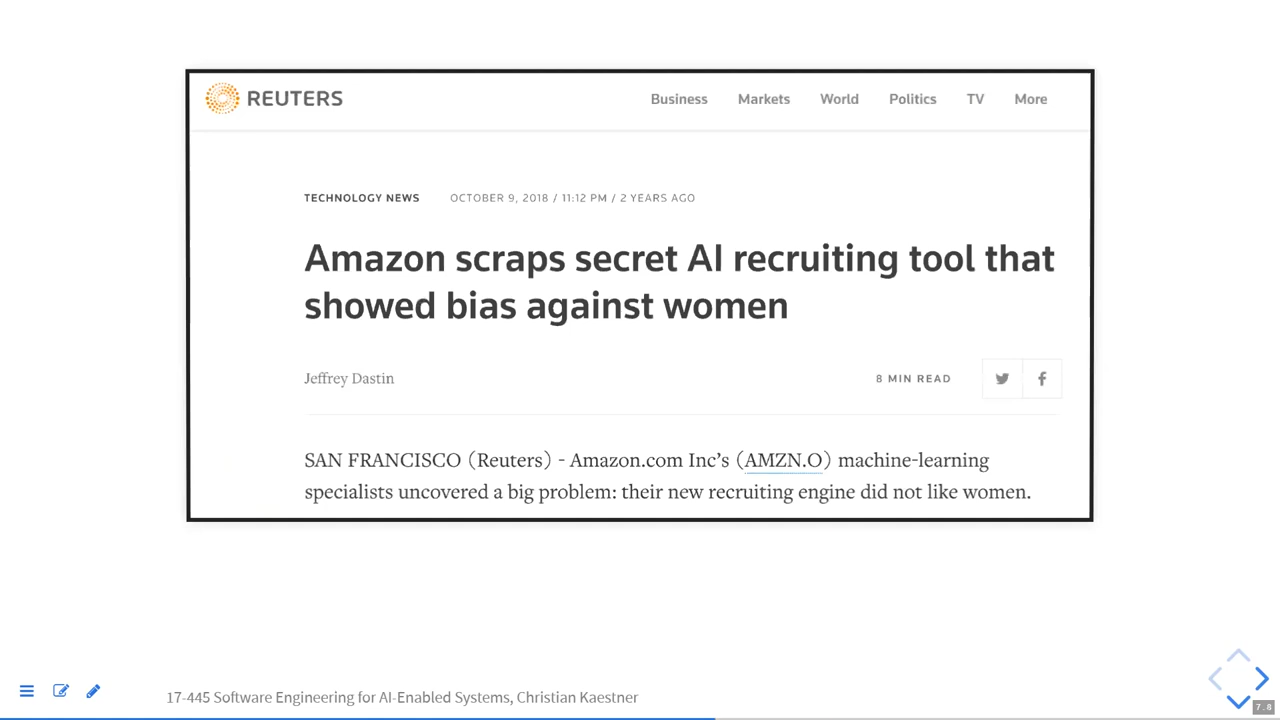 REUTERS Business Markets World Politics TV More
TECHNOLOGY NEWS OCTOBER 9, 2018 / 11:12 PM / 2 YEARS AGO
Amazon scraps secret AI recruiting tool that
showed bias against women
Jeffrey Dastin 8 MIN READ
SAN FRANCISCO (Reuters) - Amazon.com Inc’s (AMZN.O) machine-learning
specialists uncovered a big problem: their new recruiting engine did not like women.
17-445 Software Engineering for AI-Enabled Systems, Christian Kaestner
7.8